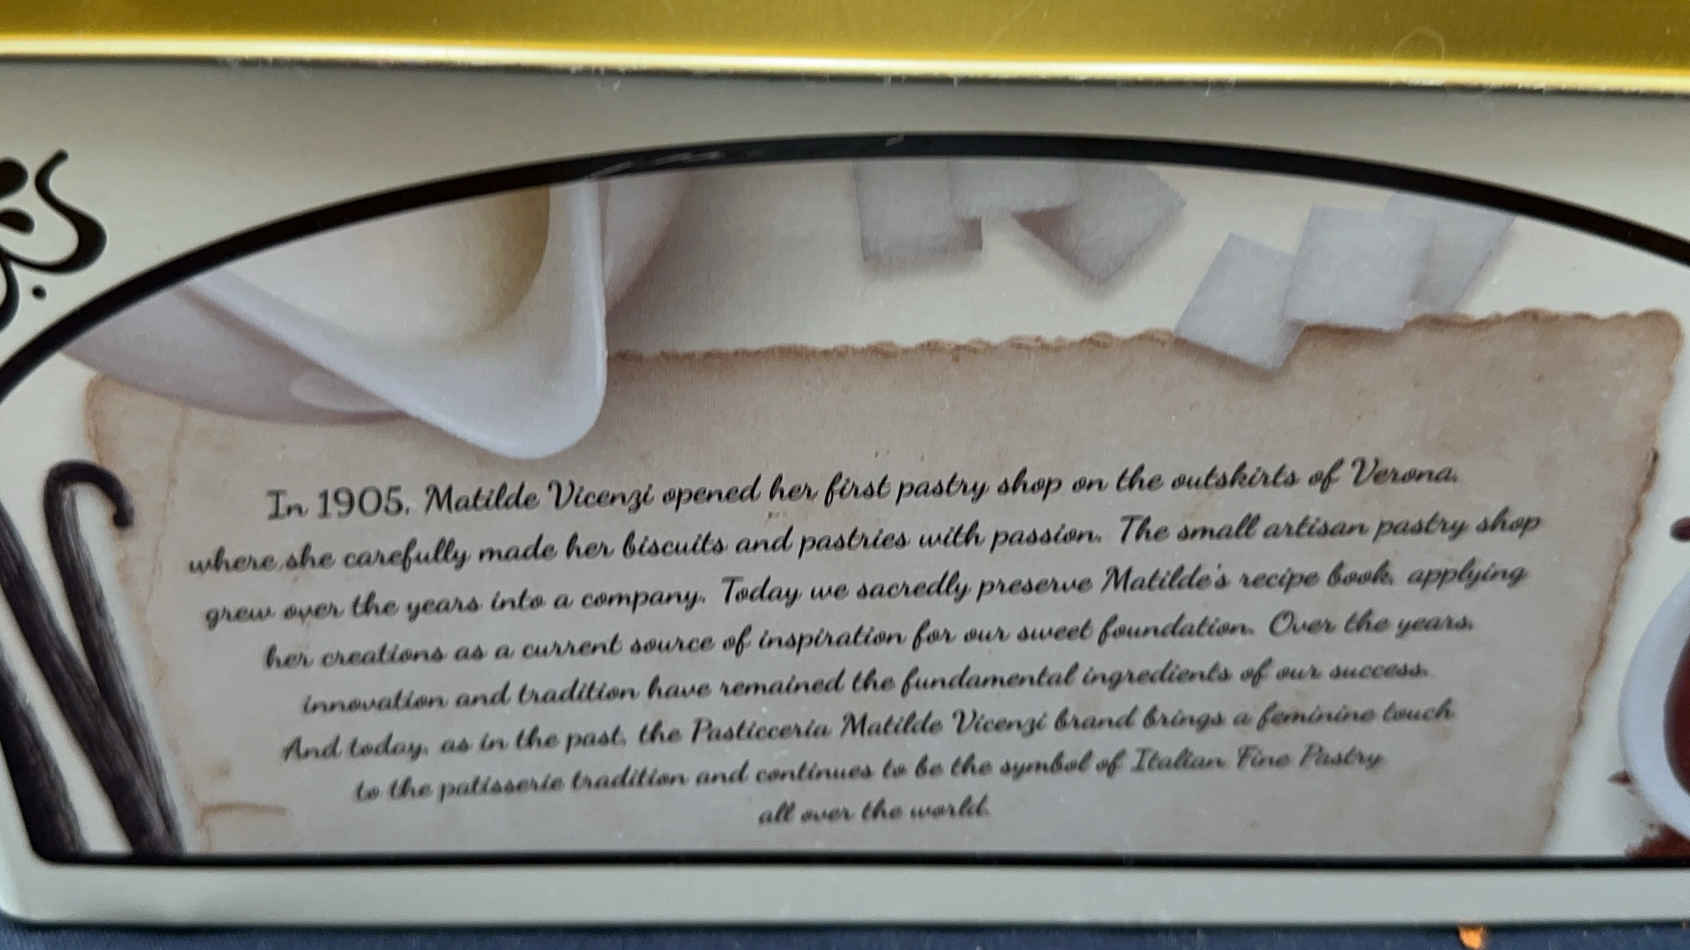 In 1905, Matilde Vicenzi opened her first pastry shop on the outskirts of Verona,
where she carefully made her biscuits and pastries with passion. The small artisan pastry shop
grew over the years into a company. Today we sacredly preserve Matilde's recipe book, applying
her creations as a current source of inspiration for our sweet foundation. Over the years,
innovation and tradition have remained the fundamental ingredients of our success.
And today, as in the past, the Pasticceria Matilde Vicenzi brand brings a feminine touch
to the patisserie tradition and continues to be the symbol of Italian Fine Pastry
all over the world.